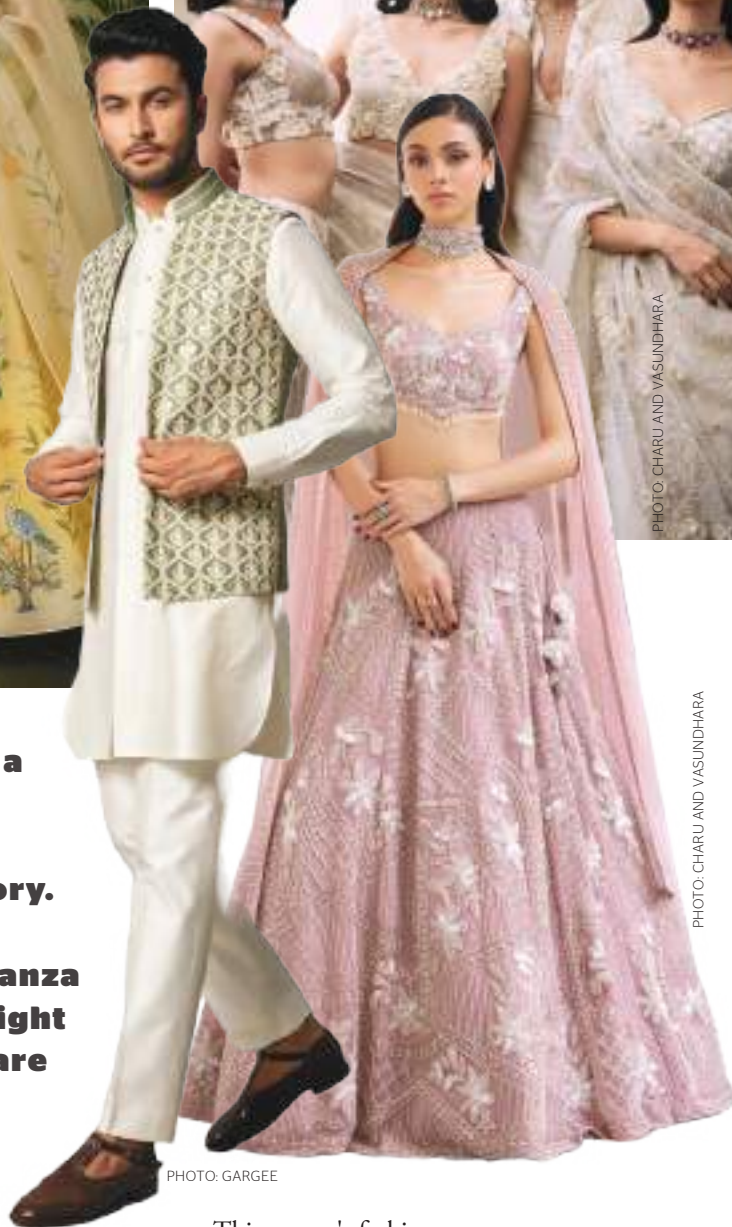 PHOTO: CHARU AND VASUNDHARA
PHOTO: CHARU AND VASUNDHARA
a
ory.
anza
ight
are
PHOTO: GARGEE